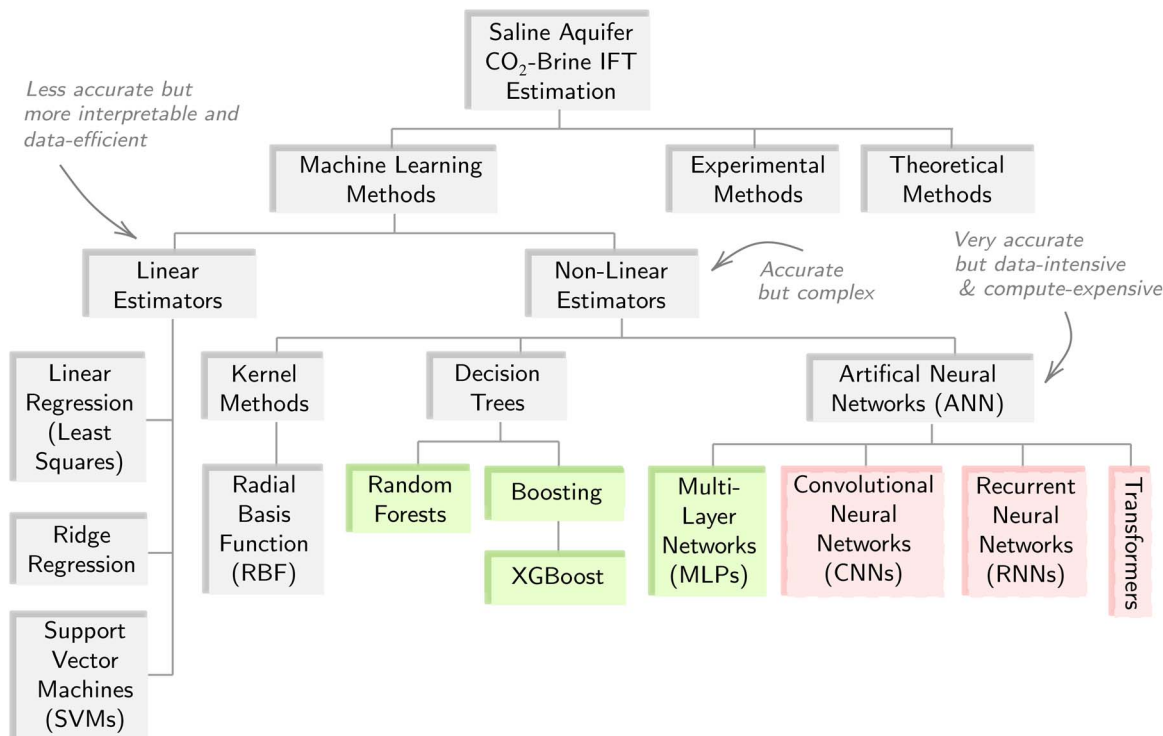 Saline Aquifer
CO₂-Brine IFT
Estimation
Less accurate but
more interpretable and
data-efficient
Machine Learning
Methods
Experimental
Methods
Theoretical
Methods
Linear
Estimators
Non-Linear
Estimators
Accurate
but complex
Very accurate
but data-intensive
& compute-expensive
Linear
Regression
(Least
Squares)
Ridge
Regression
Support
Vector
Machines
(SVMs)
Kernel
Methods
Radial
Basis
Function
(RBF)
Decision
Trees
Random
Forests
Boosting
XGBoost
Artifical Neural
Networks (ANN)
Multi-
Layer
Networks
(MLPs)
Convolutional
Neural
Networks
(CNNs)
Recurrent
Neural
Networks
(RNNs)
Transformers